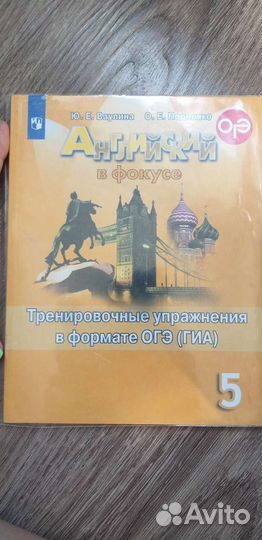 Ю. Е. Ваулина О. Е. Подоляко
ОГЭ
Английский
в фокусе
Тренировочные упражнения
в формате ОГЭ (ГИА)
5
Avito